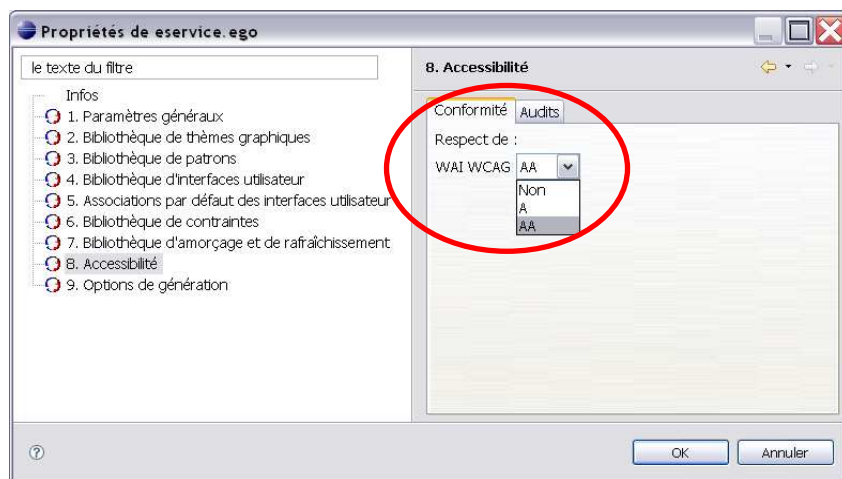 Propriétés de eservice.ego
le texte du filtre
Infos
1. Paramètres généraux
2. Bibliothèque de thèmes graphiques
3. Bibliothèque de patrons
4. Bibliothèque d'interfaces utilisateur
5. Associations par défaut des interfaces utilisateur
6. Bibliothèque de contraintes
7. Bibliothèque d'amorçage et de rafraîchissement
8. Accessibilité
9. Options de génération
8. Accessibilité
Conformité Audits
Respect de :
WAI WCAG AA
Non
A
AA
OK Annuler